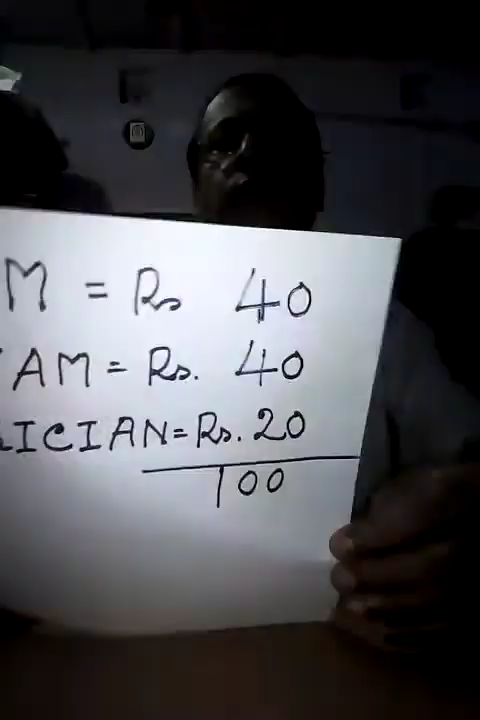 M = Rs 40
AM = Rs. 40
ICIAN = Rs. 20
100